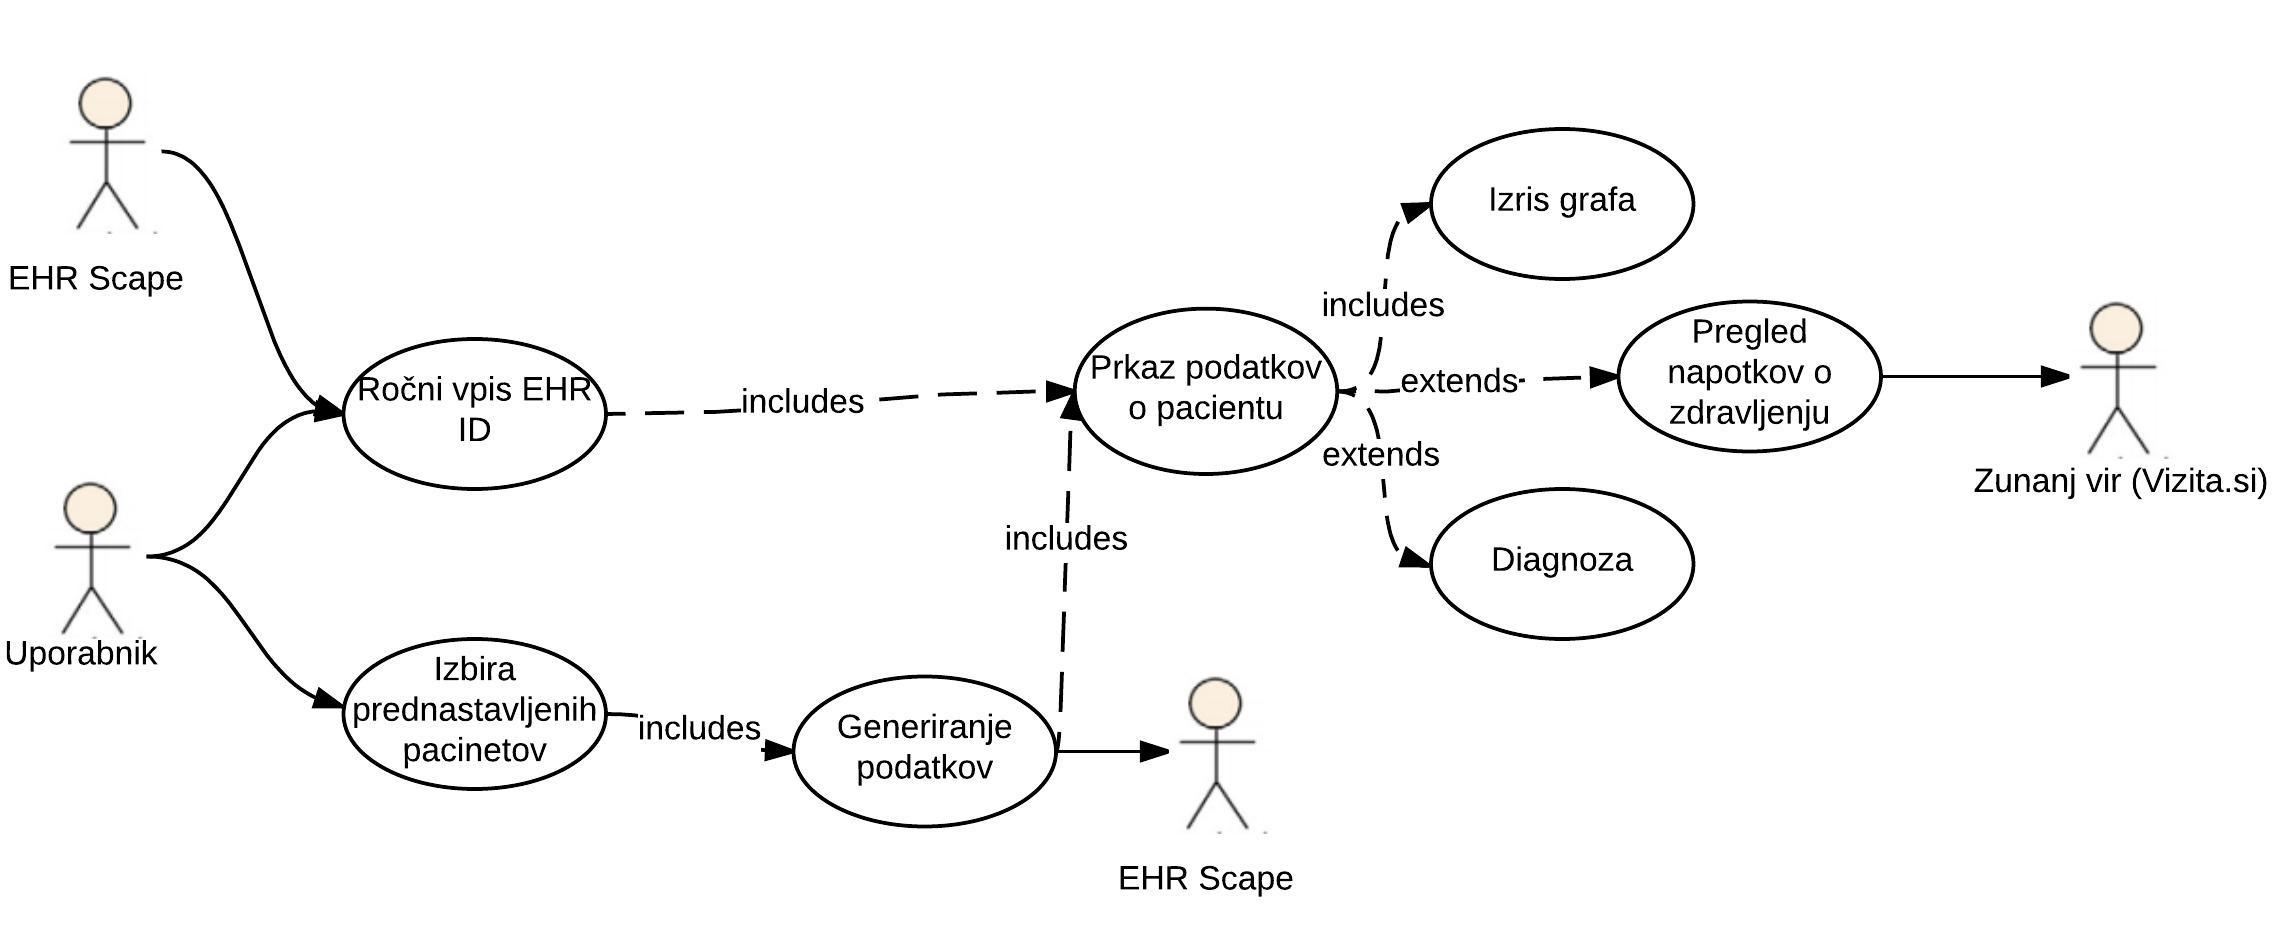 EHR Scape
Uporabnik
Ročni vpis EHR
ID
Izbira
prednastavljenih
pacinetov
includes
includes
Generiranje
podatkov
includes
EHR Scape
Prkaz podatkov
o pacientu
includes
extends
extends
Izris grafa
Pregled
napotkov o
zdravljenju
Diagnoza
Zunanj vir (Vizita.si)